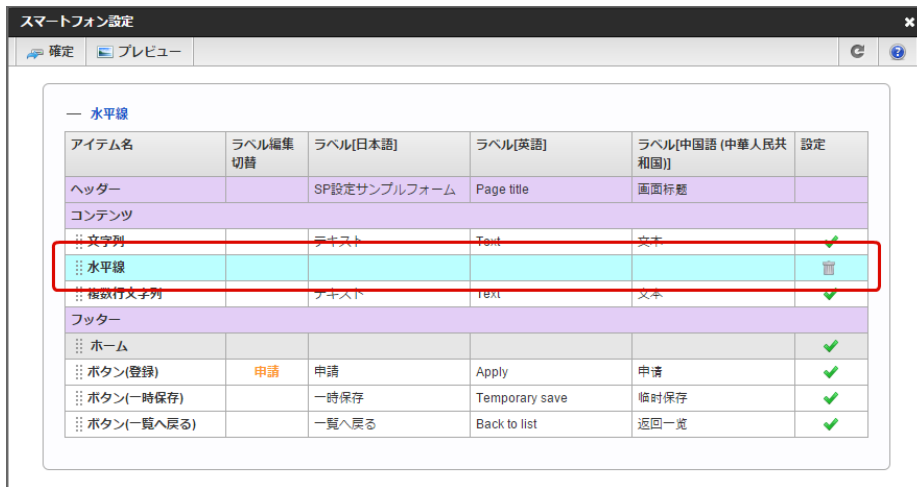 スマートフォン設定
確定 プレビュー
水平線
アイテム名 ラベル編集切替 ラベル[日本語] ラベル[英語] ラベル[中国語 (中華人民共和国)] 設定
ヘッダー SP設定サンプルフォーム Page title 画面标题
コンテンツ
文字列 テキスト Text 文本
水平線
複数行文字列 テキスト Text 文本
フッター
ホーム
ボタン(登録) 申請 申請 Apply 申请
ボタン(一時保存) 一時保存 Temporary save 临时保存
ボタン(一覧へ戻る) 一覧へ戻る Back to list 返回一览